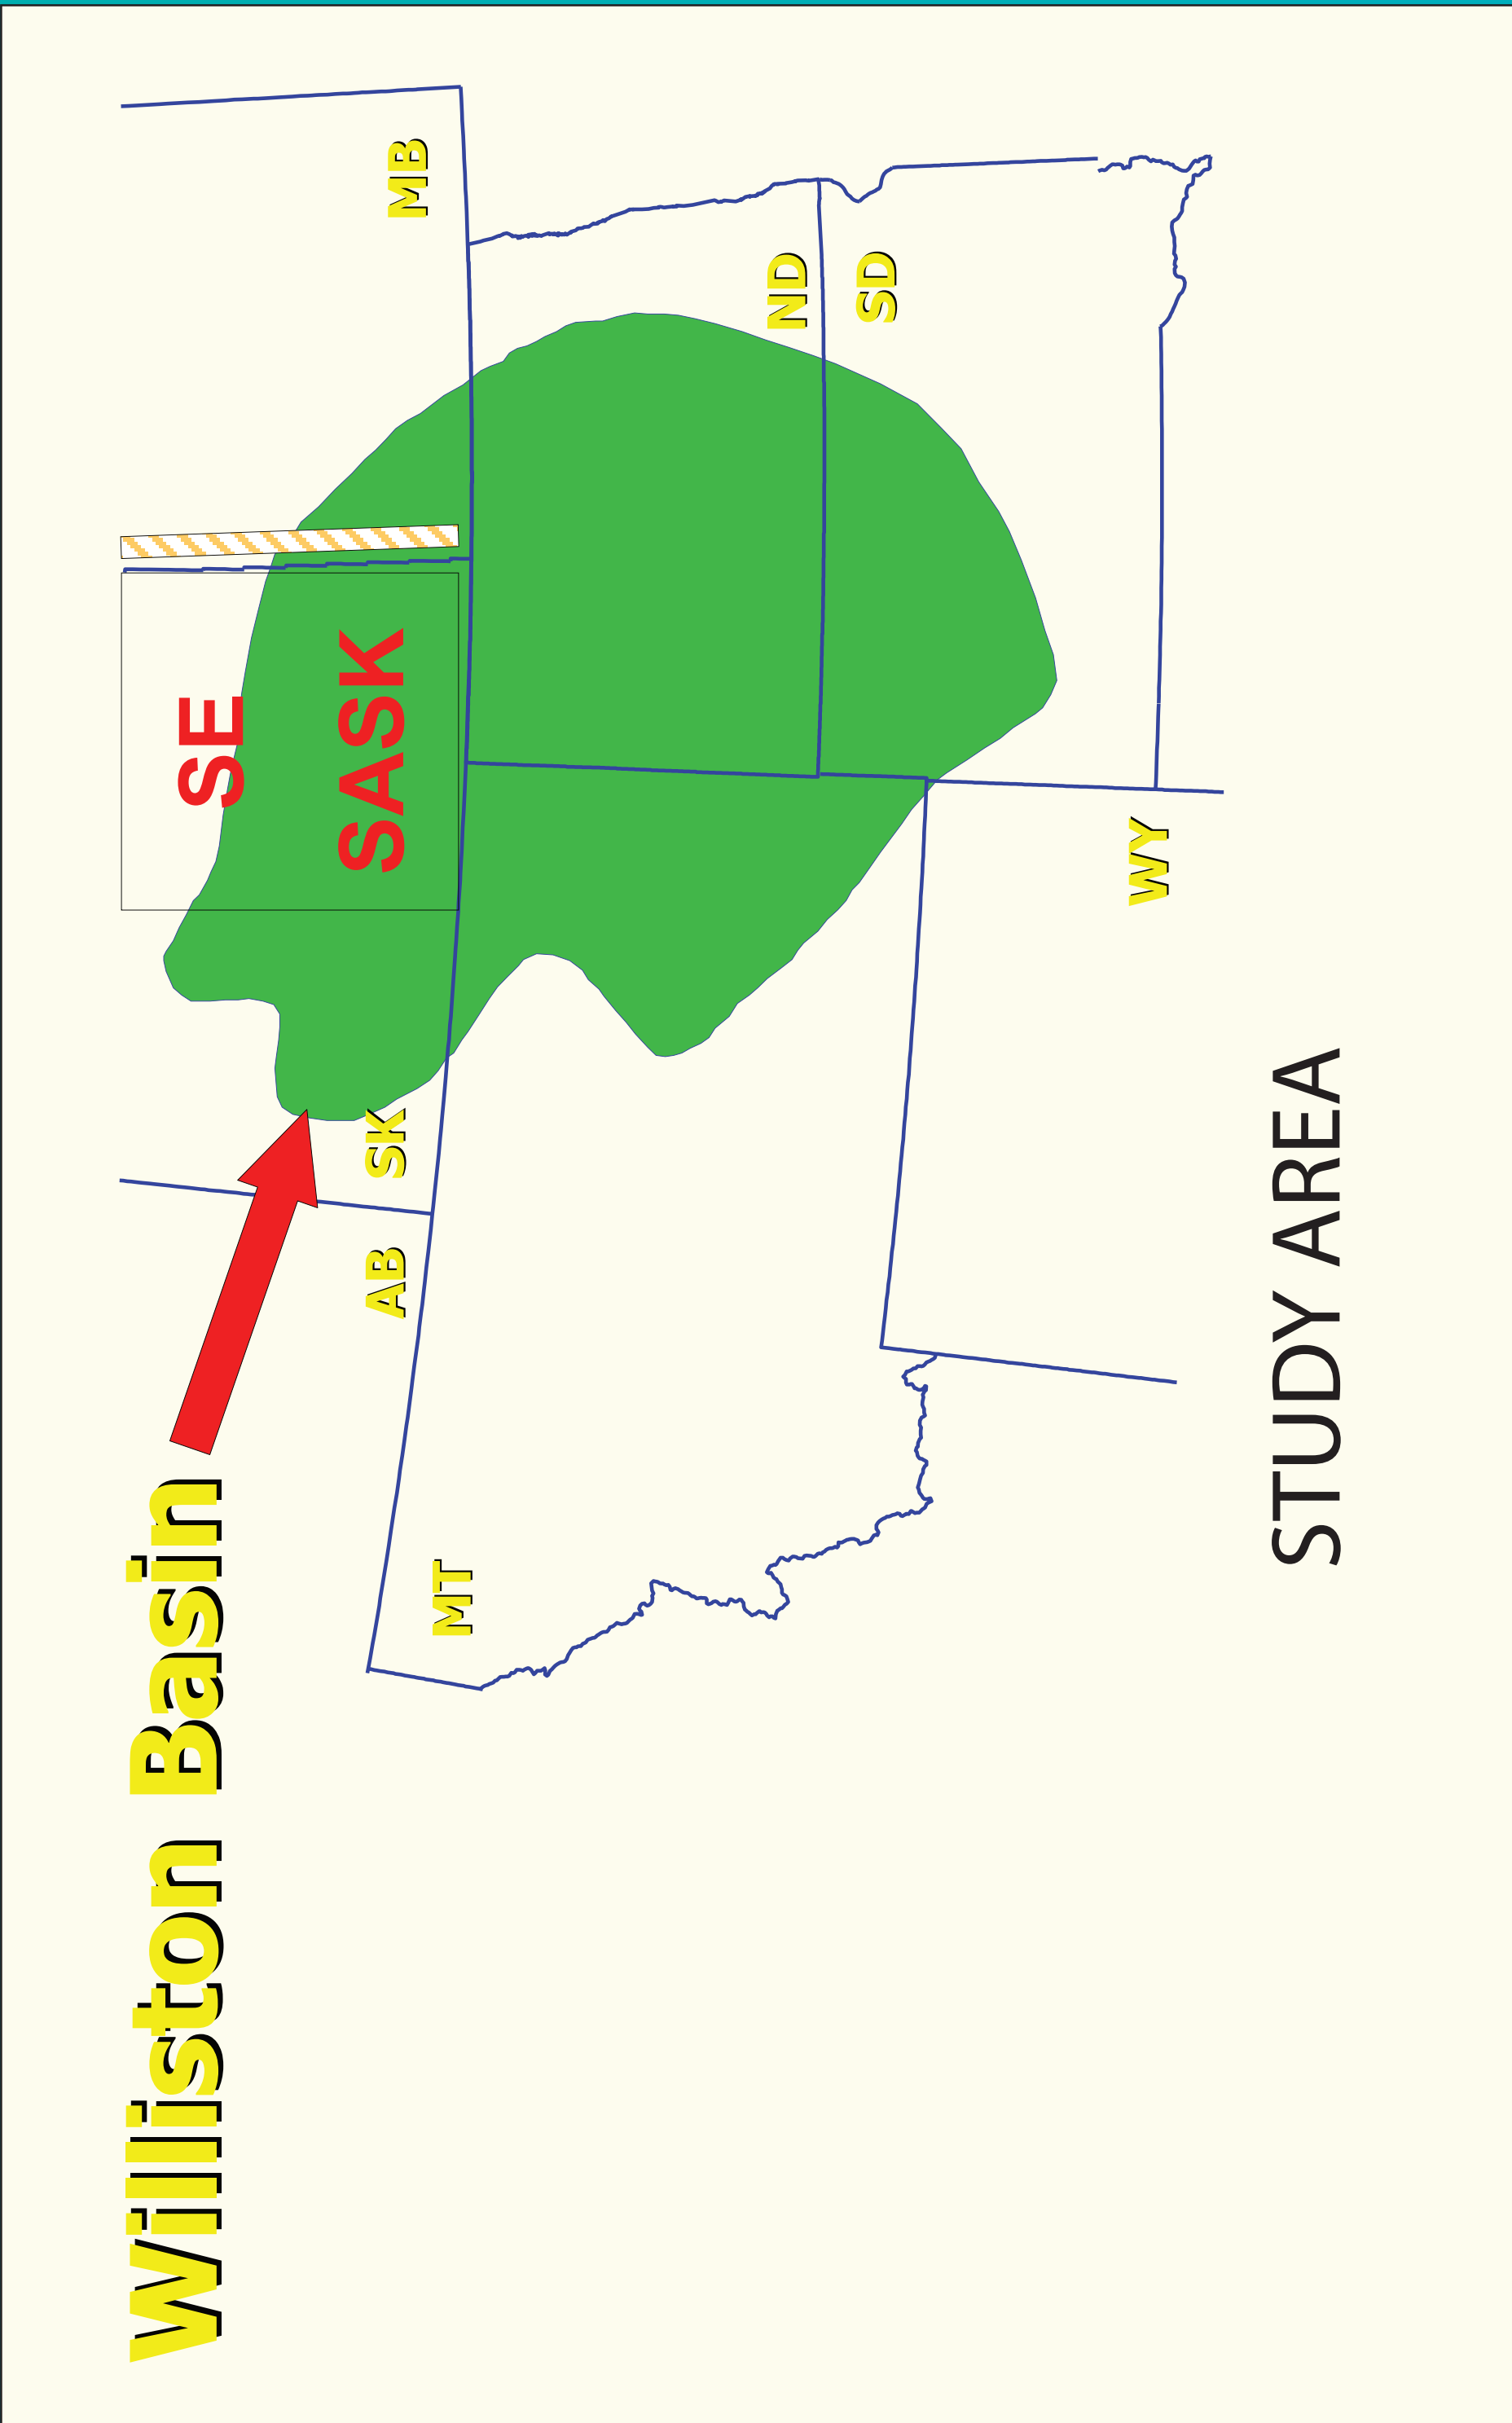 Williston Basin
SE
SASK
MB
SK
AB
MT
ND
SD
WY
STUDY AREA